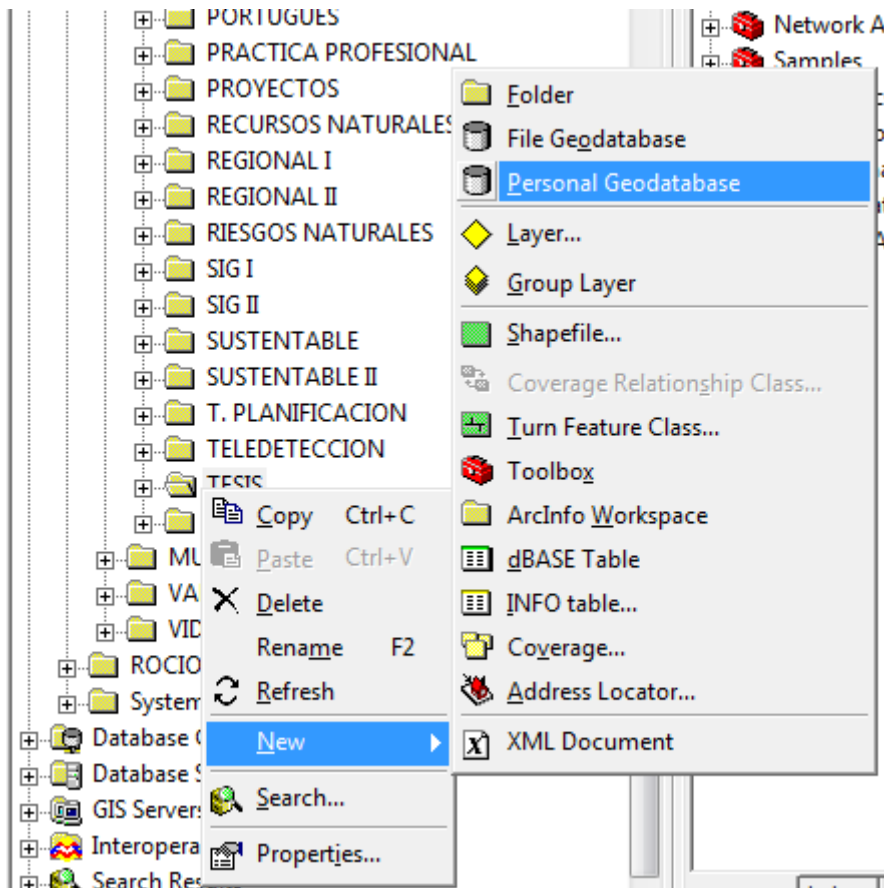 PORTUGUES
PRACTICA PROFESIONAL
PROYECTOS
RECURSOS NATURALES
REGIONAL I
REGIONAL II
RIESGOS NATURALES
SIG I
SIG II
SUSTENTABLE
SUSTENTABLE II
T. PLANIFICACION
TELEDETECCION
TESIS
MU
VA
VID
ROCIO
System
Database
Database
GIS Servers
Interopera
Search Res
Copy Ctrl+C
Paste Ctrl+V
Delete
Rename F2
Refresh
New
Search...
Properties...
Folder
File Geodatabase
Personal Geodatabase
Layer...
Group Layer
Shapefile...
Coverage Relationship Class...
Turn Feature Class...
Toolbox
ArcInfo Workspace
dBASE Table
INFO table...
Coverage...
Address Locator...
XML Document
Network A
Samples